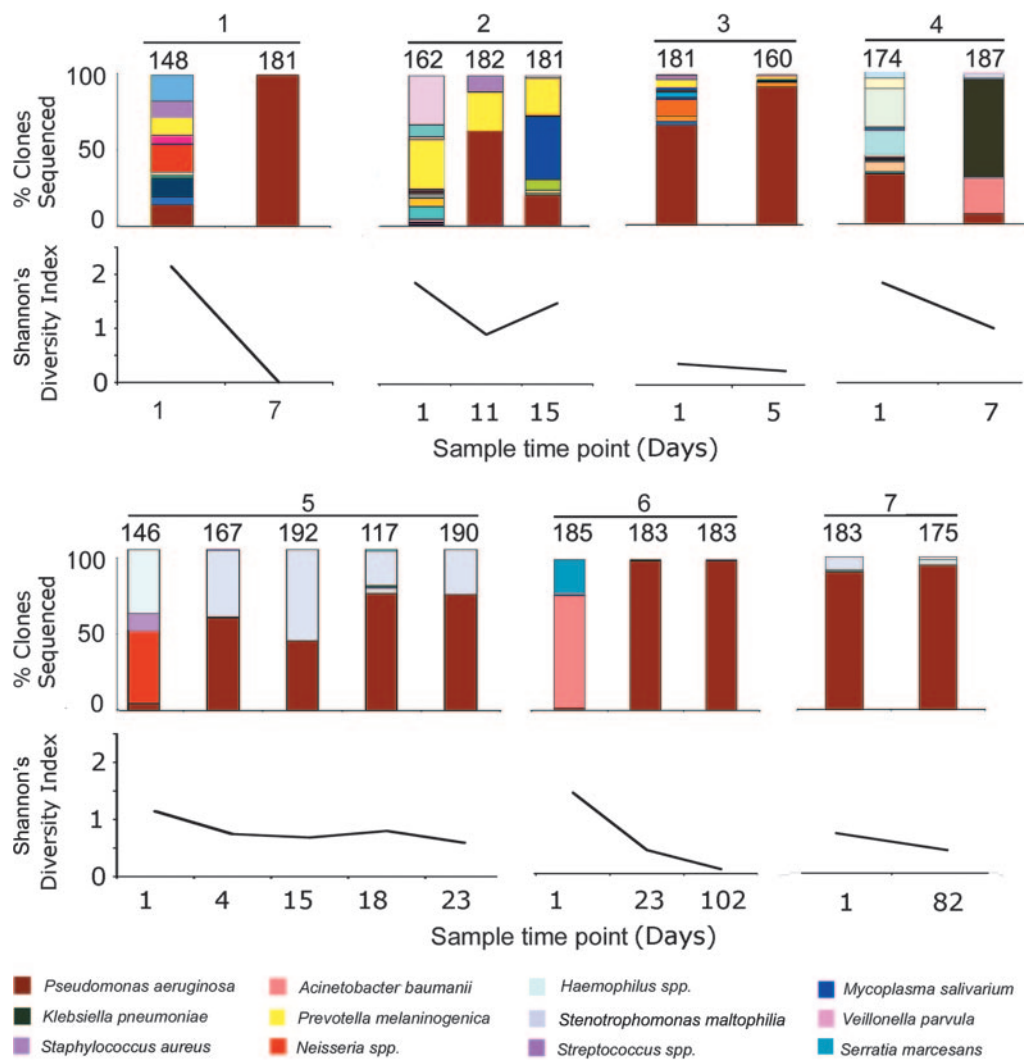 1 2 3 4
148 181 162 182 181 181 160 174 187
% Clones Sequenced
100
50
0
Shannon's Diversity Index
2
1
0
1 7 1 11 15 1 5 1 7
Sample time point (Days)
5 6 7
146 167 192 117 190 185 183 183 183 175
% Clones Sequenced
100
50
0
Shannon's Diversity Index
2
1
0
1 4 15 18 23 1 23 102 1 82
Sample time point (Days)
Pseudomonas aeruginosa Acinetobacter baumanii Haemophilus spp. Mycoplasma salivarium
Klebsiella pneumoniae Prevotella melaninogenica Stenotrophomonas maltophilia Veillonella parvula
Staphylococcus aureus Neisseria spp. Streptococcus spp. Serratia marcesans